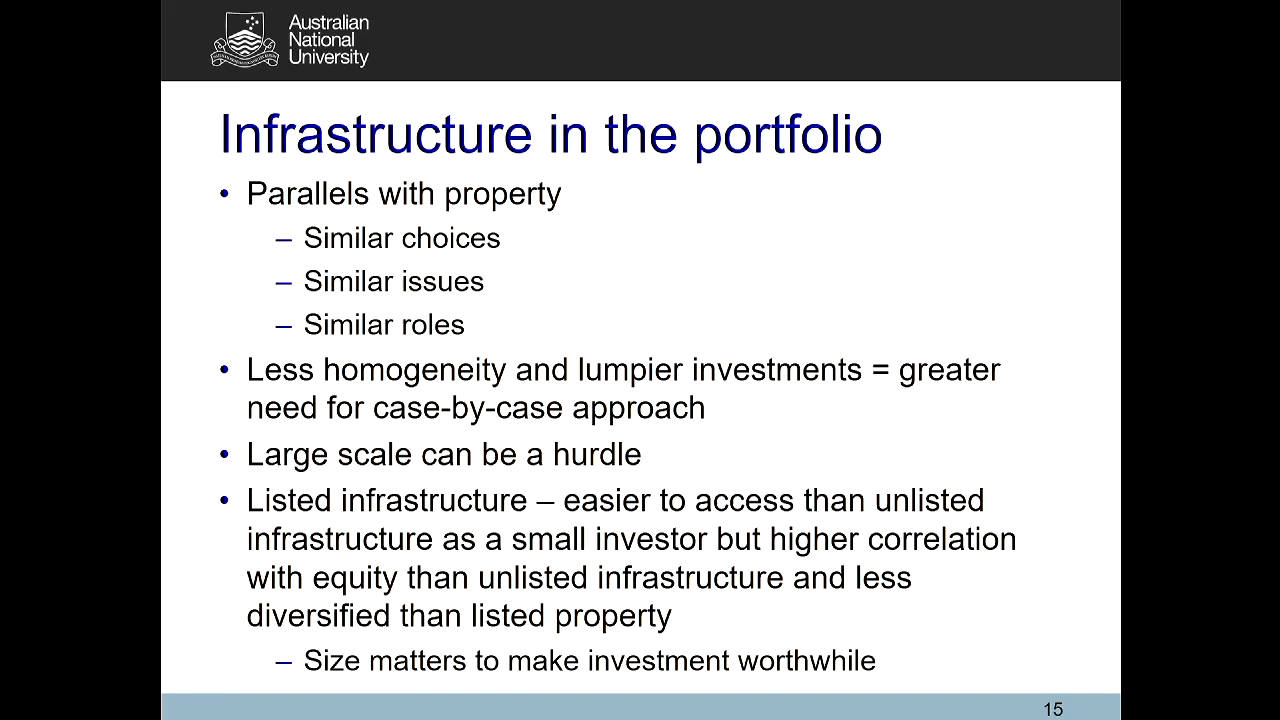 Australian
National
University
Infrastructure in the portfolio
• Parallels with property
– Similar choices
– Similar issues
– Similar roles
• Less homogeneity and lumpier investments = greater
need for case-by-case approach
• Large scale can be a hurdle
• Listed infrastructure – easier to access than unlisted
infrastructure as a small investor but higher correlation
with equity than unlisted infrastructure and less
diversified than listed property
– Size matters to make investment worthwhile
15